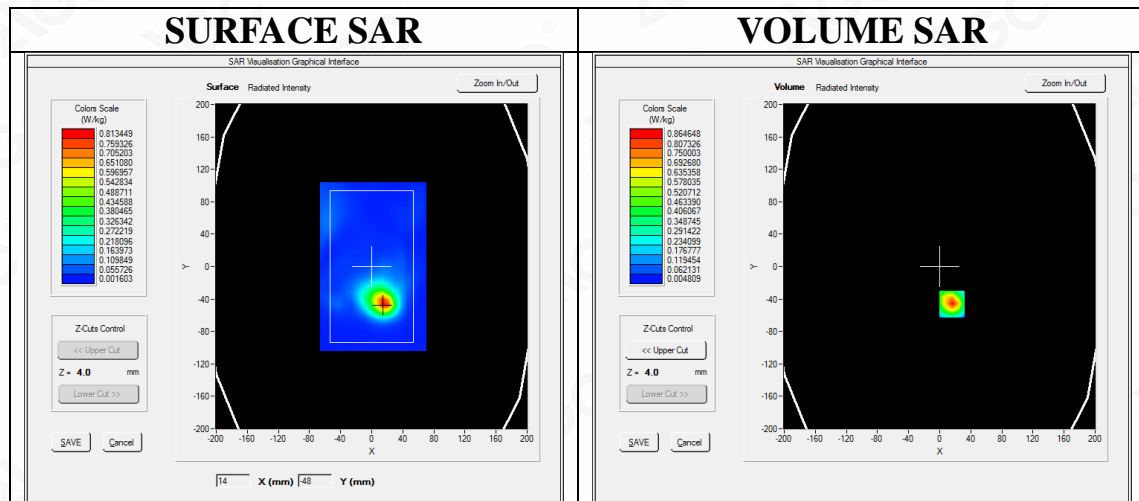 SURFACE SAR
VOLUME SAR
SAR Visualisation Graphical Interface
Surface Radiated Intensity
Zoom In/Out
Colors Scale
(W/kg)
0.813449
0.759326
0.705203
0.651080
0.596957
0.542834
0.488711
0.434588
0.380465
0.326342
0.272219
0.218096
0.163973
0.109849
0.055726
0.001603
200
160
120
80
40
0
-40
-80
-120
-160
-200
Y
-200 -160 -120 -80 -40 0 40 80 120 160 200
X
Z-Cuts Control
<< Upper Cut
Z = 4.0 mm
Lower Cut >>
SAVE Cancel
14 X (mm) -48 Y (mm)
SAR Visualisation Graphical Interface
Volume Radiated Intensity
Zoom In/Out
Colors Scale
(W/kg)
0.864648
0.807326
0.750003
0.692680
0.635358
0.578035
0.520712
0.463390
0.406067
0.348745
0.291422
0.234099
0.176777
0.119454
0.062131
0.004809
200
160
120
80
40
0
-40
-80
-120
-160
-200
Y
-200 -160 -120 -80 -40 0 40 80 120 160 200
X
Z-Cuts Control
<< Upper Cut
Z = 4.0 mm
Lower Cut >>
SAVE Cancel